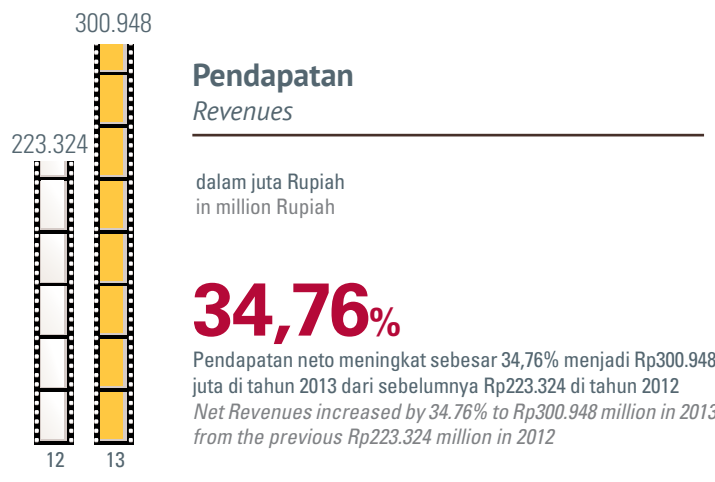 300.948
223.324
12
13
Pendapatan
Revenues
dalam juta Rupiah
in million Rupiah
34,76%
Pendapatan neto meningkat sebesar 34,76% menjadi Rp300.948
juta di tahun 2013 dari sebelumnya Rp223.324 di tahun 2012
Net Revenues increased by 34.76% to Rp300.948 million in 2013
from the previous Rp223.324 million in 2012